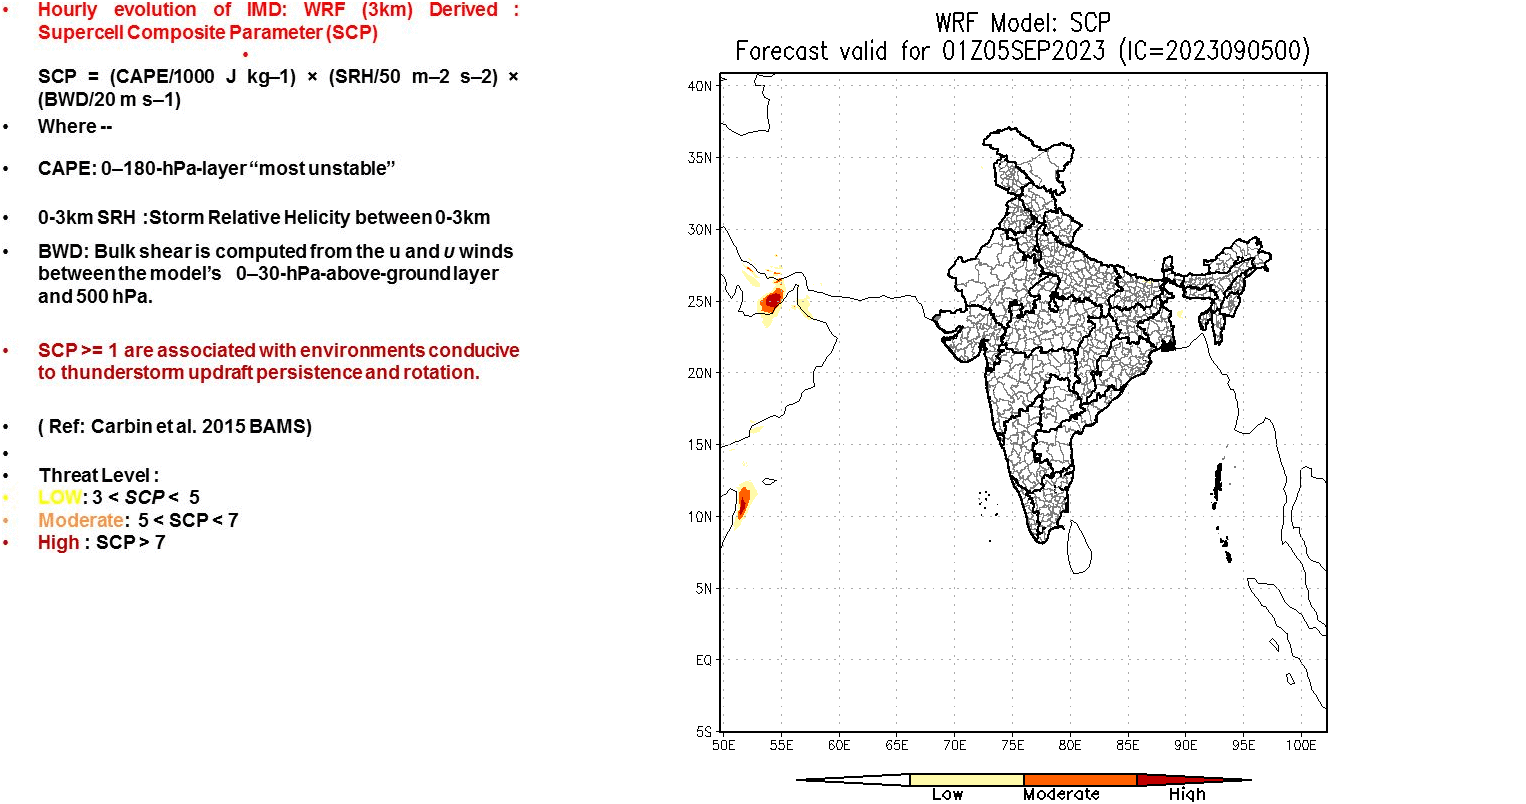 • Hourly evolution of IMD: WRF (3km) Derived :
Supercell Composite Parameter (SCP)
•
SCP = (CAPE/1000 J kg–1) × (SRH/50 m–2 s–2) ×
(BWD/20 m s–1)
• Where --
• CAPE: 0–180-hPa-layer “most unstable”
• 0-3km SRH :Storm Relative Helicity between 0-3km
• BWD: Bulk shear is computed from the u and υ winds
between the model’s 0–30-hPa-above-ground layer
and 500 hPa.
• SCP >= 1 are associated with environments conducive
to thunderstorm updraft persistence and rotation.
• ( Ref: Carbin et al. 2015 BAMS)
•
• Threat Level :
• LOW: 3 < SCP < 5
• Moderate: 5 < SCP < 7
• High : SCP > 7
WRF Model: SCP
Forecast valid for 01Z05SEP2023 (IC=2023090500)
40N
35N
30N
25N
20N
15N
10N
5N
EQ
5S
50E 55E 60E 65E 70E 75E 80E 85E 90E 95E 100E
Low Moderate High